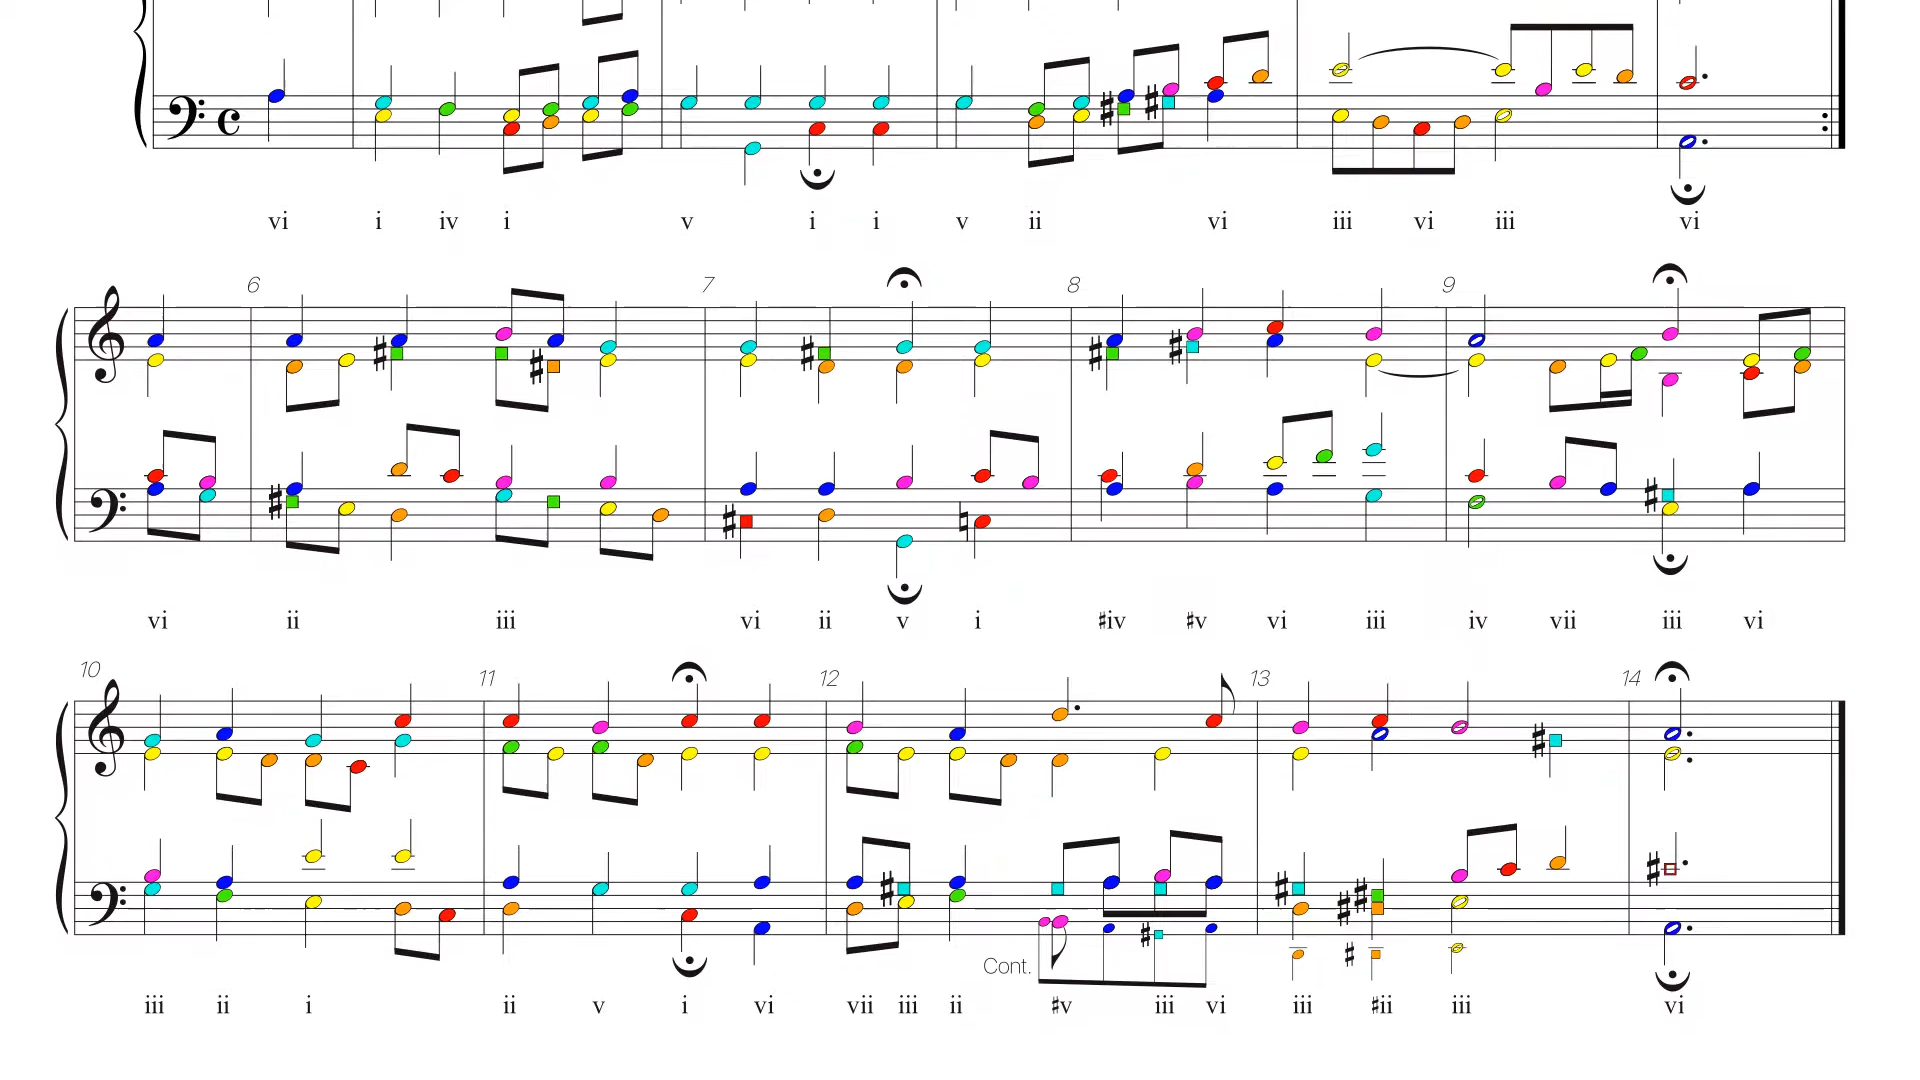 vi i iv i v i i v ii vi iii vi iii vi
6 7 8 9
vi ii iii vi ii v i ♯iv ♯v vi iii iv vii iii vi
10 11 12 13 14
Cont.
iii ii i ii v i vi vii iii ii ♯v iii vi iii ♯ii iii vi